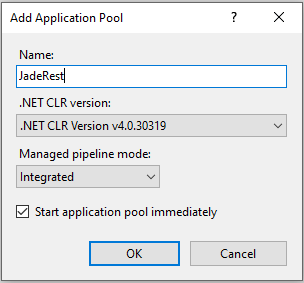 Add Application Pool
?
Name:
JadeRest
.NET CLR version:
.NET CLR Version v4.0.30319
Managed pipeline mode:
Integrated
Start application pool immediately
OK
Cancel